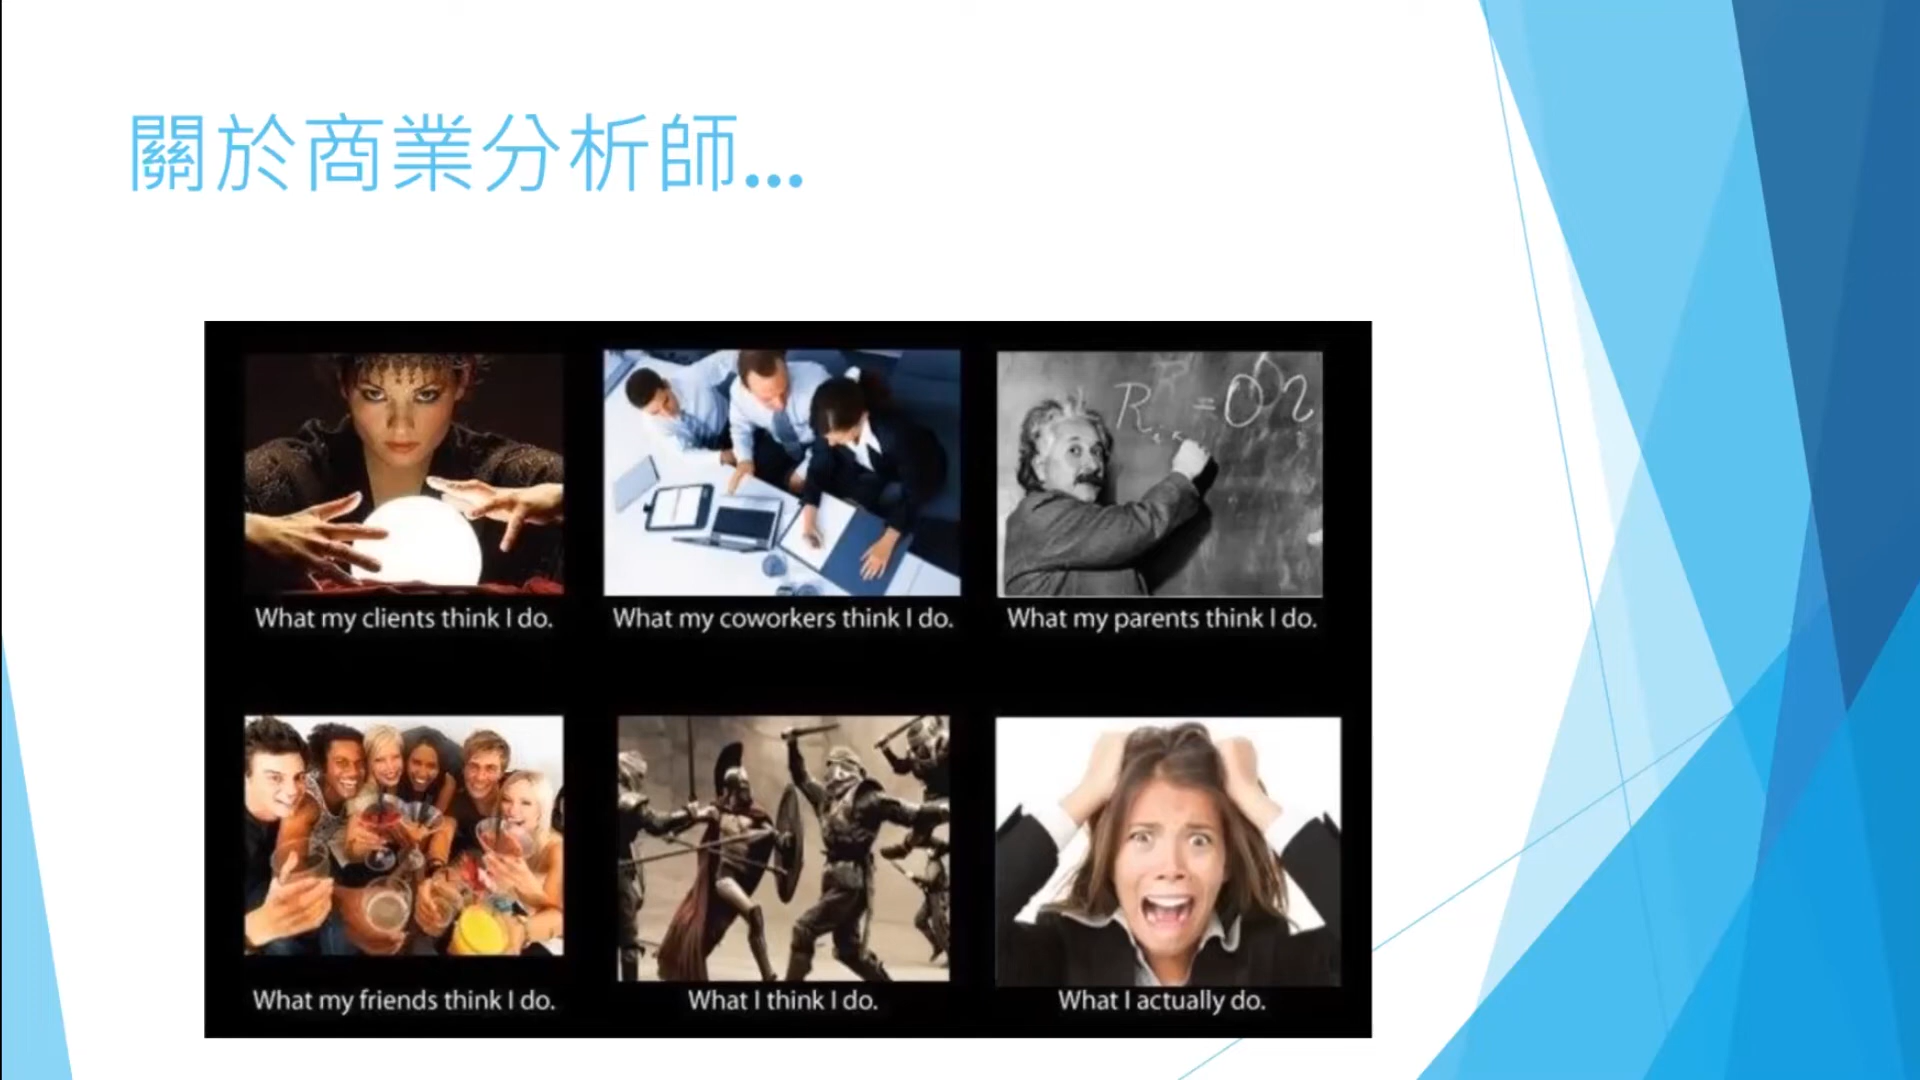 關於商業分析師...
What my clients think I do.
What my coworkers think I do.
What my parents think I do.
What my friends think I do.
What I think I do.
What I actually do.